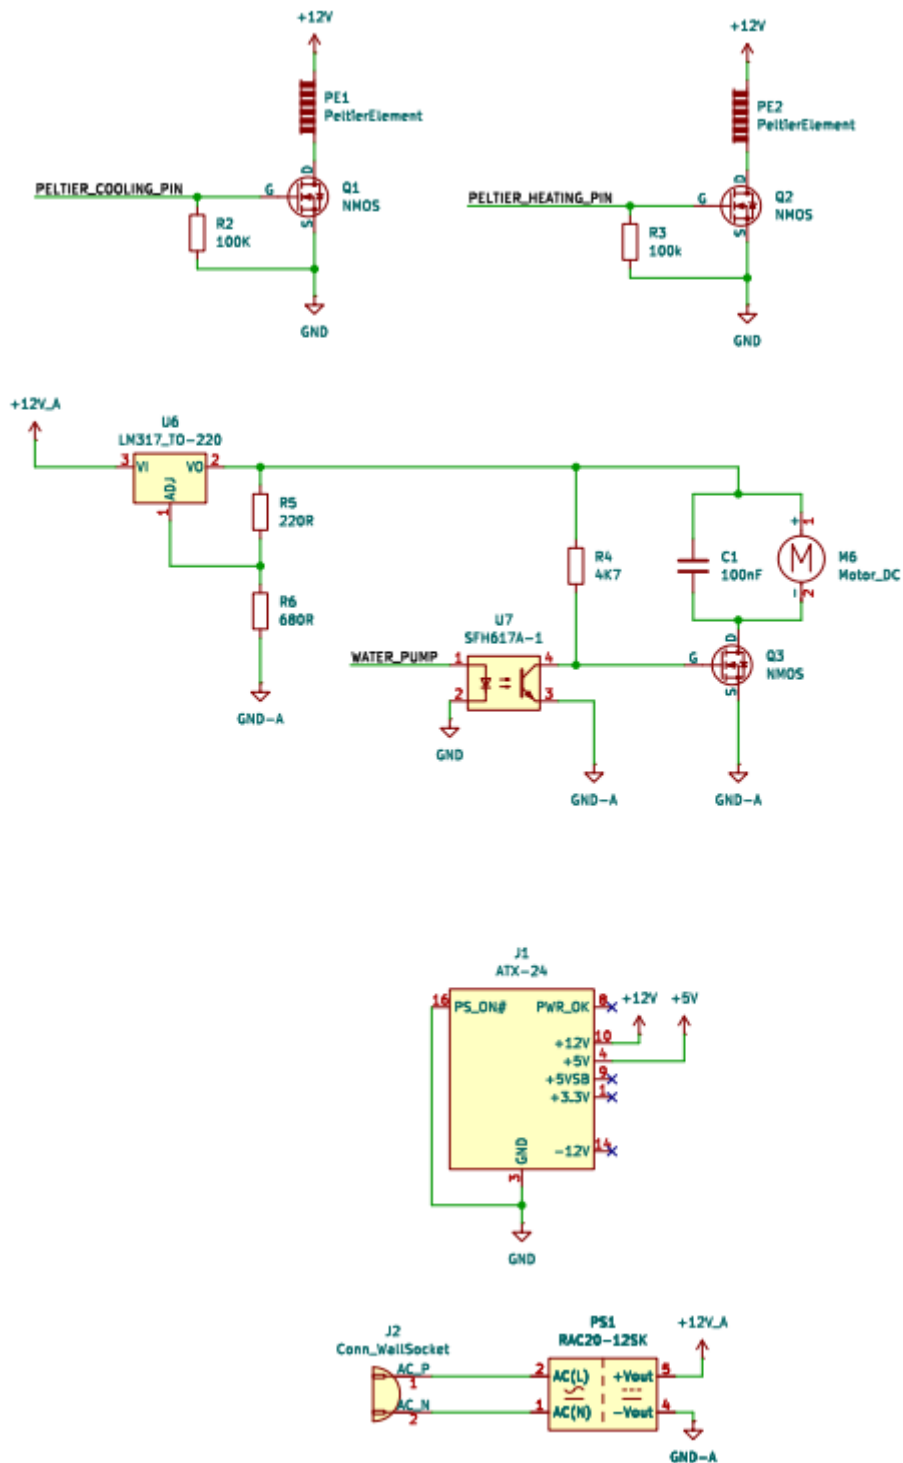 +12V
PE1
PeltierElement
PELTIER_COOLING_PIN
G
D
S
Q1
NMOS
R2
100K
GND
+12V
PE2
PeltierElement
PELTIER_HEATING_PIN
G
D
S
Q2
NMOS
R3
100k
GND
+12V_A
U6
LM317_TO-220
3
VI
VO
2
ADJ
1
R5
220R
R6
680R
GND-A
R4
4K7
C1
100nF
+
1
M
M6
Motor_DC
-
2
U7
SFH617A-1
WATER_PUMP
1
2
4
3
G
D
S
Q3
NMOS
GND
GND-A
GND-A
J1
ATX-24
16
PS_ON#
PWR_OK
8
+12V
+5V
+12V
10
+5V
4
+5VSB
9
+3.3V
1
-12V
14
GND
3
GND
J2
Conn_WallSocket
AC_P
1
AC_N
2
PS1
RAC20-12SK
2
AC(L)
+Vout
5
1
AC(N)
-Vout
4
+12V_A
GND-A